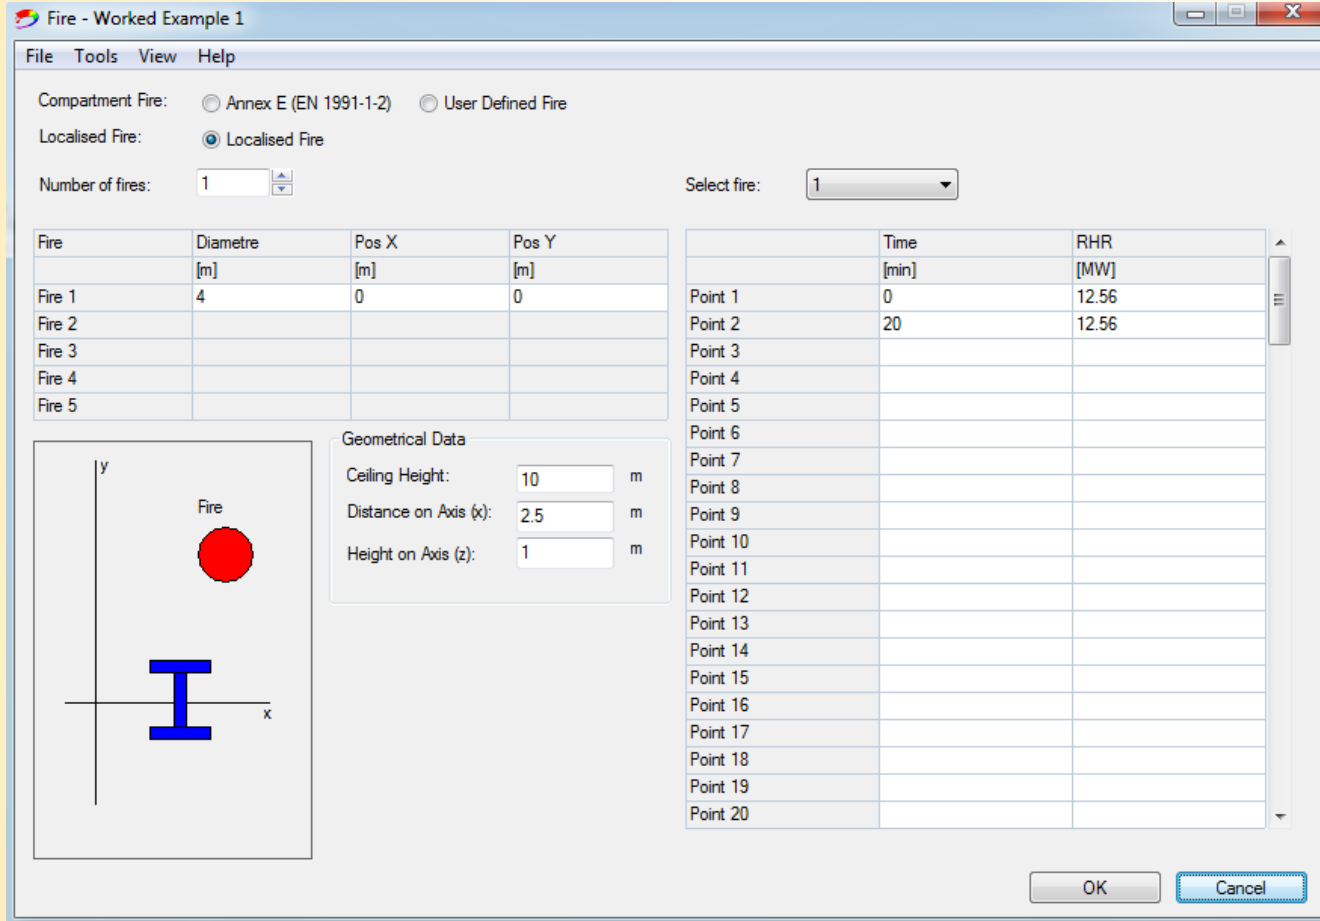 Fire - Worked Example 1
File Tools View Help
Compartment Fire: Annex E (EN 1991-1-2) User Defined Fire
Localised Fire: Localised Fire
Number of fires: 1 Select fire: 1
Fire Diametre Pos X Pos Y
[m] [m] [m]
Fire 1 4 0 0
Fire 2
Fire 3
Fire 4
Fire 5
Time RHR
[min] [MW]
Point 1 0 12.56
Point 2 20 12.56
Point 3
Point 4
Point 5
Point 6
Point 7
Point 8
Point 9
Point 10
Point 11
Point 12
Point 13
Point 14
Point 15
Point 16
Point 17
Point 18
Point 19
Point 20
y
Fire
x
Geometrical Data
Ceiling Height: 10 m
Distance on Axis (x): 2.5 m
Height on Axis (z): 1 m
OK Cancel